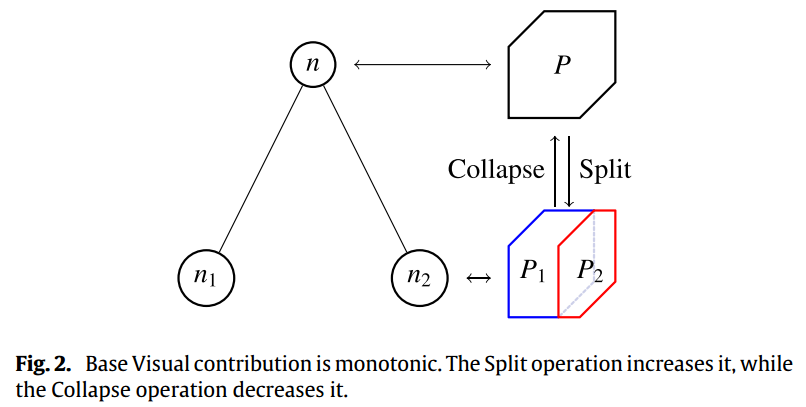 n
P
Collapse
Split
n1
n2
P1
P2
Fig. 2. Base Visual contribution is monotonic. The Split operation increases it, while
the Collapse operation decreases it.